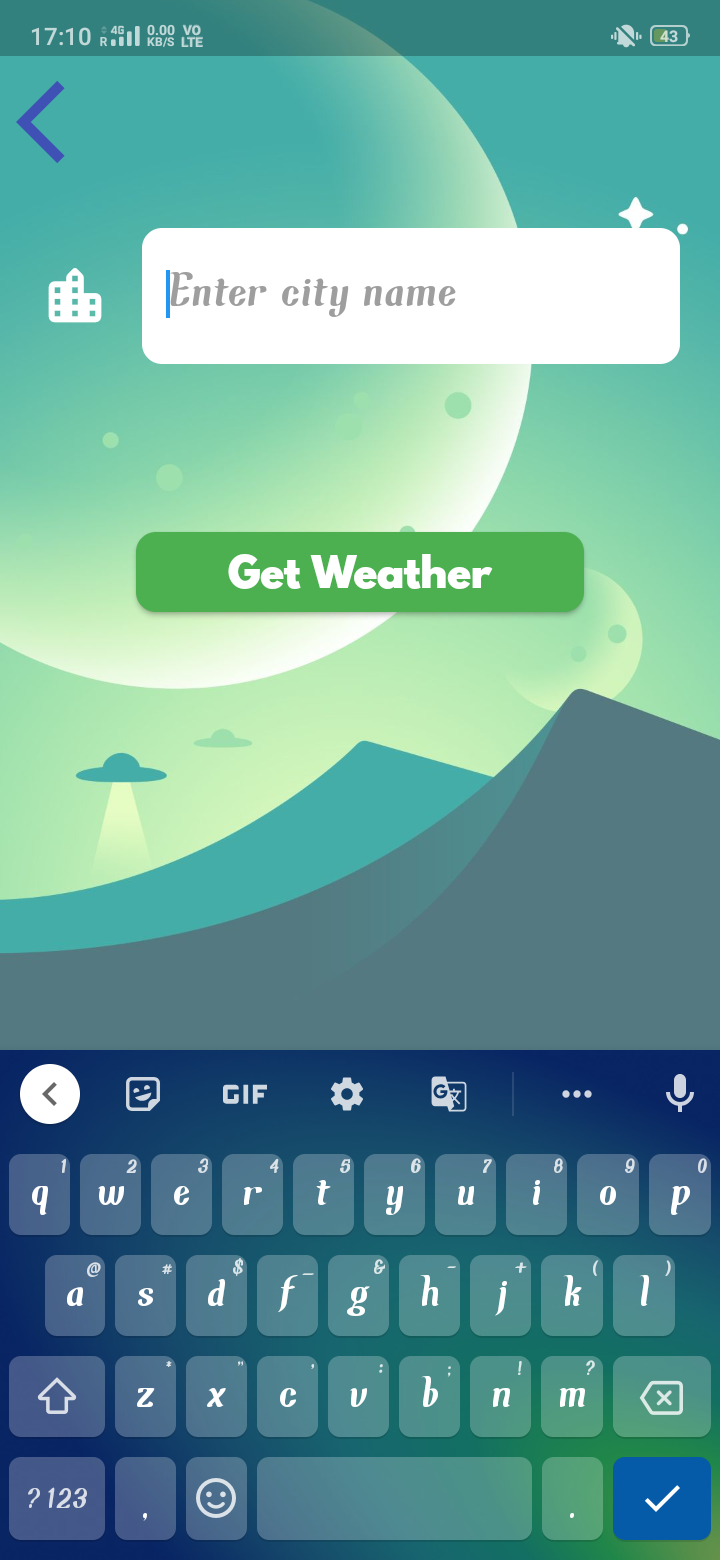 17:10 R 4G 0.00 KB/S VO LTE 43
Enter city name
Get Weather
GIF G
1 2 3 4 5 6 7 8 9 0
q w e r t y u i o p
@ # $ _ & - + ( )
a s d f g h j k l
* " ' : ; ! ?
z x c v b n m
?123 , .